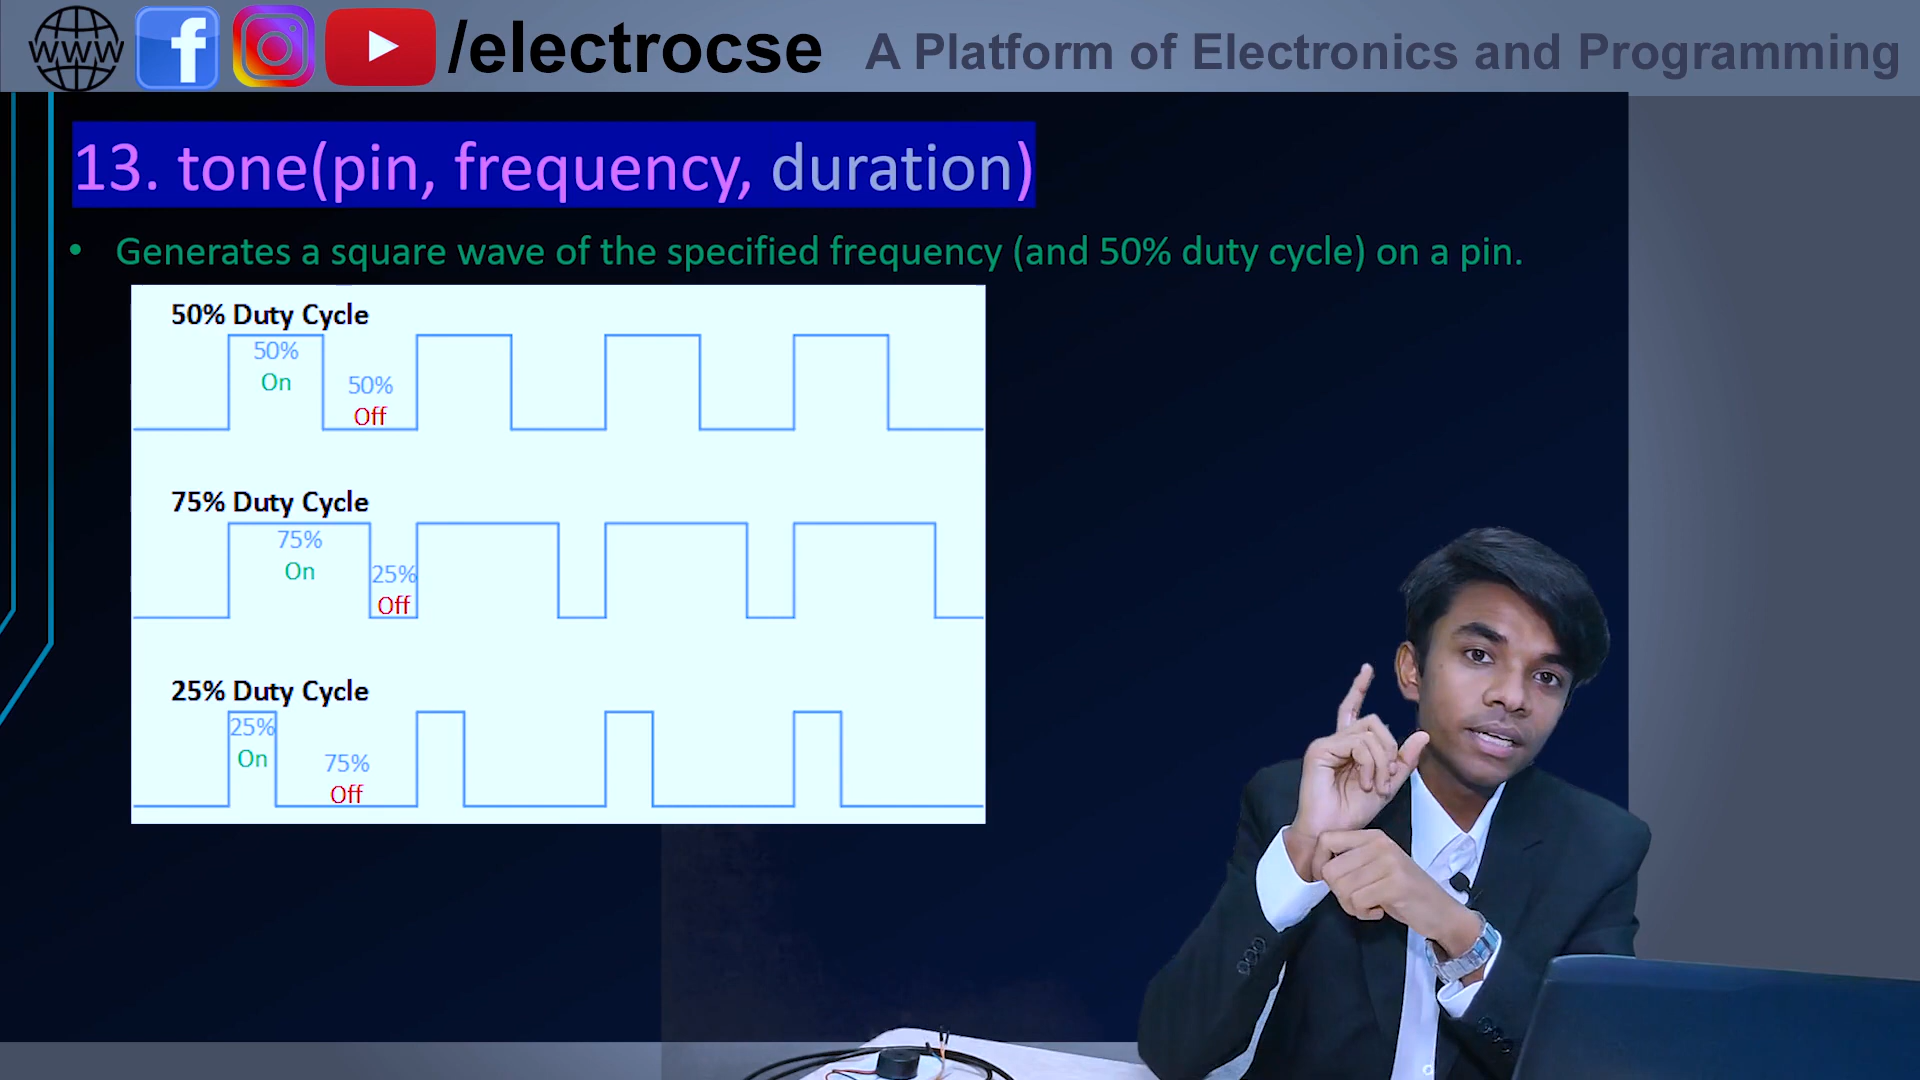 WWW
f
/electrocse
A Platform of Electronics and Programming
13. tone(pin, frequency, duration)
• Generates a square wave of the specified frequency (and 50% duty cycle) on a pin.
50% Duty Cycle
50%
On
50%
Off
75% Duty Cycle
75%
On
25%
Off
25% Duty Cycle
25%
On
75%
Off